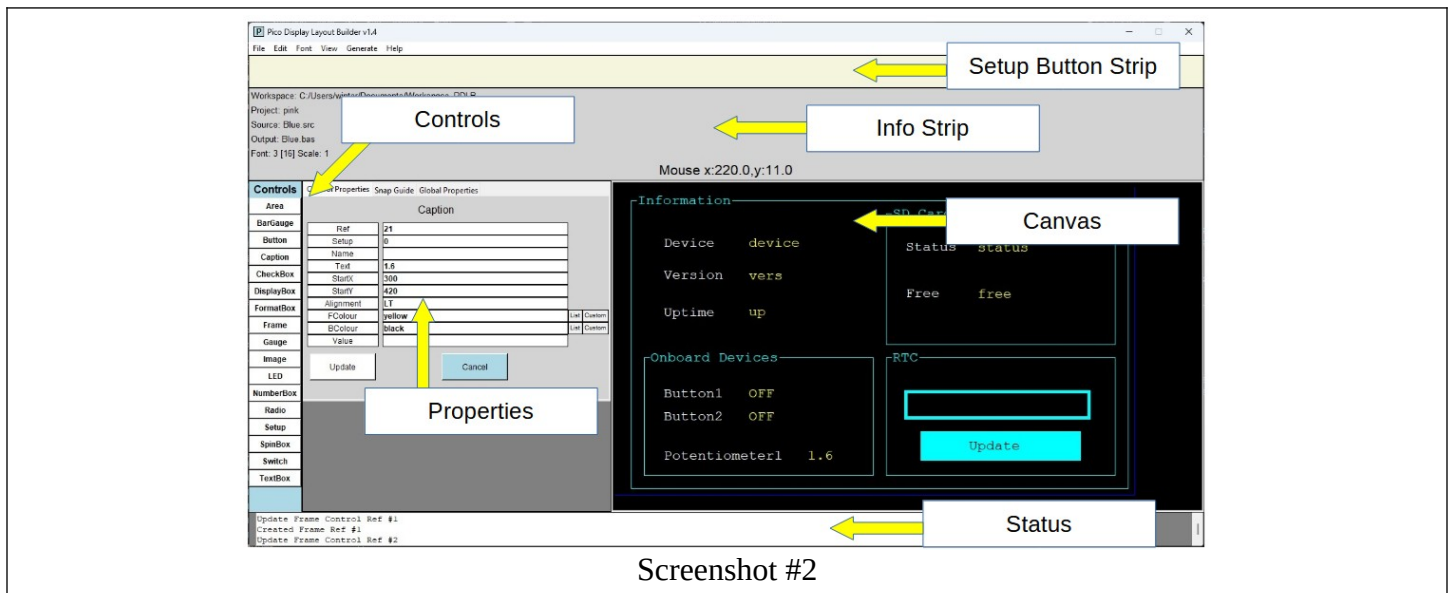 Pico Display Layout Builder v1.4
File Edit Font View Generate Help
Setup Button Strip
Workspace: C:/Users/winter/Documents/Workspace_PDLB
Project: pink
Source: Blue.src
Output: Blue.bas
Font: 3 [16] Scale: 1
Controls
Info Strip
Mouse x:220.0,y:11.0
Controls
Area
BarGauge
Button
Caption
CheckBox
DisplayBox
FormatBox
Frame
Gauge
Image
LED
NumberBox
Radio
Setup
SpinBox
Switch
TextBox
Properties Snap Guide Global Properties
Caption
Ref 21
Setup 0
Name
Text 1.6
StartX 300
StartY 420
Alignment LT
FColour yellow List Custom
BColour black List Custom
Value
Update Cancel
Properties
Information
Device device
Version vers
Uptime up
SD Car
Canvas
Status status
Free free
Onboard Devices
Button1 OFF
Button2 OFF
Potentiometer1 1.6
RTC
Update
Update Frame Control Ref #1
Created Frame Ref #1
Update Frame Control Ref #2
Status
Screenshot #2